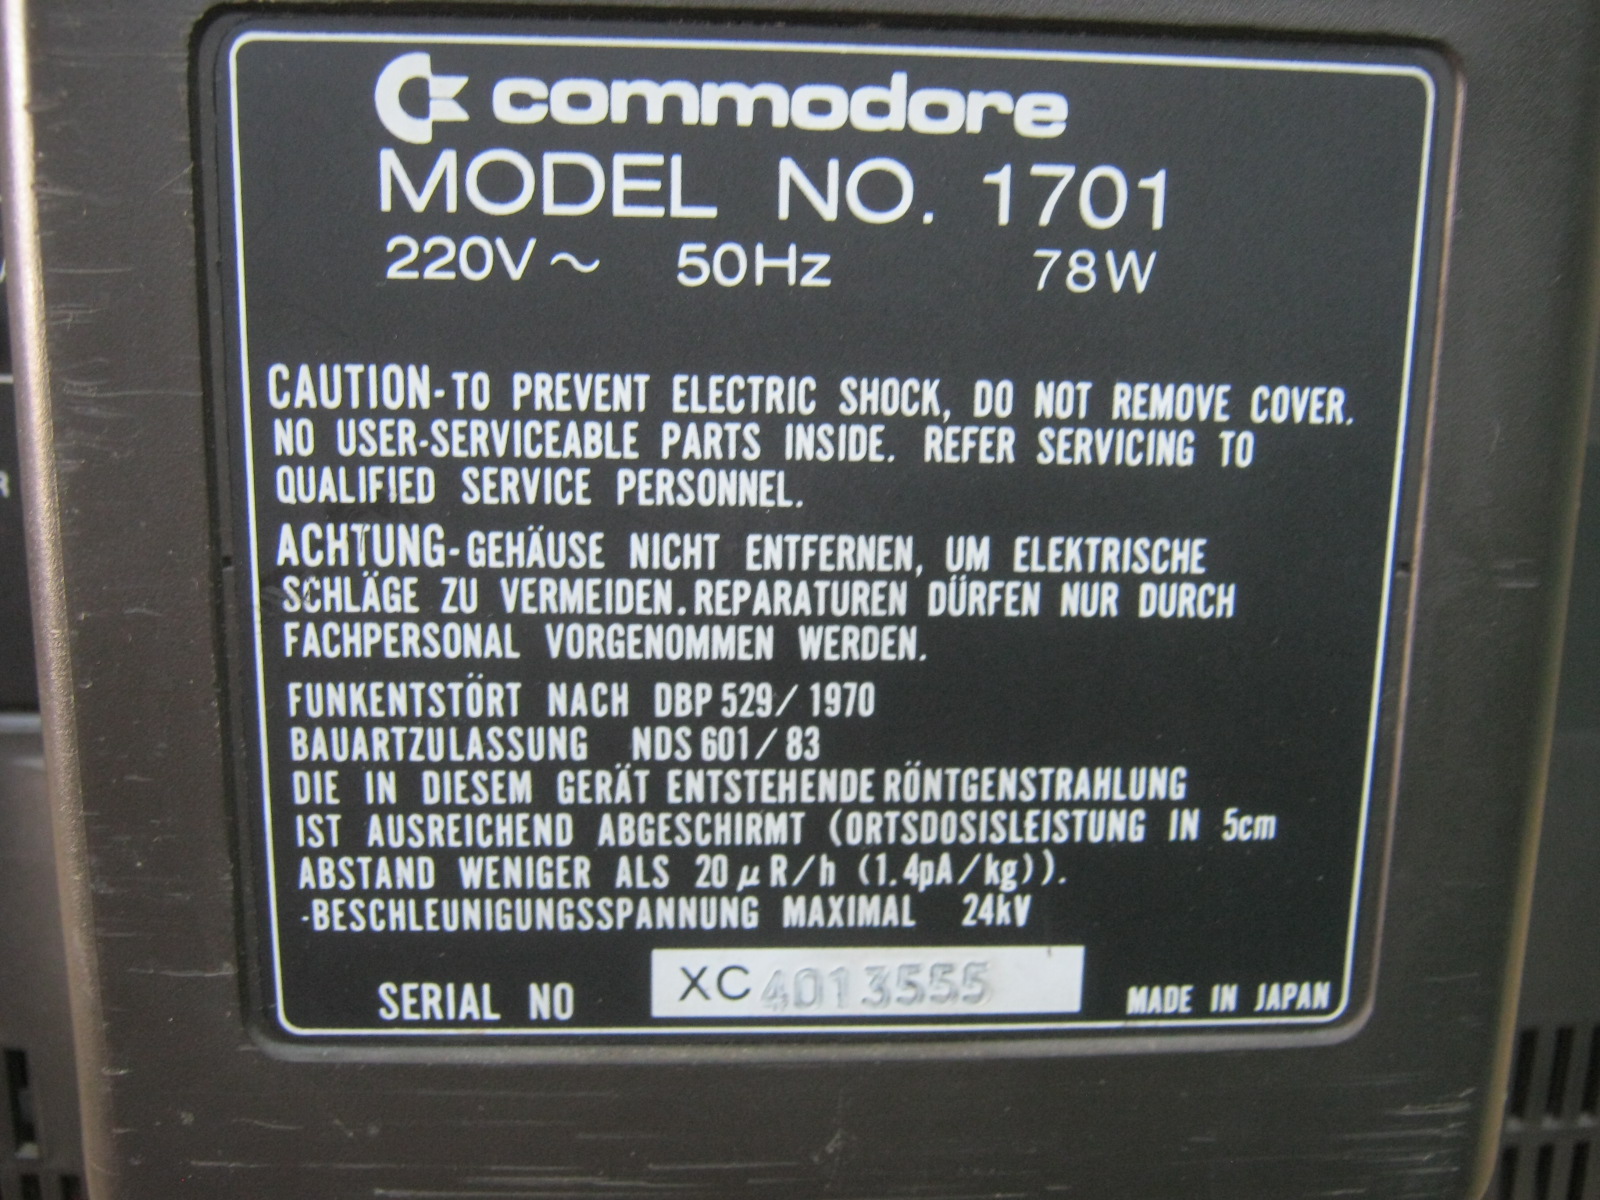 commodore
MODEL NO. 1701
220V~ 50Hz 78W
CAUTION-TO PREVENT ELECTRIC SHOCK, DO NOT REMOVE COVER.
NO USER-SERVICEABLE PARTS INSIDE. REFER SERVICING TO
QUALIFIED SERVICE PERSONNEL.
ACHTUNG-GEHÄUSE NICHT ENTFERNEN, UM ELEKTRISCHE
SCHLÄGE ZU VERMEIDEN. REPARATUREN DÜRFEN NUR DURCH
FACHPERSONAL VORGENOMMEN WERDEN.
FUNKENTSTÖRT NACH DBP 529/1970
BAUARTZULASSUNG NDS 601/83
DIE IN DIESEM GERÄT ENTSTEHENDE RÖNTGENSTRAHLUNG
IST AUSREICHEND ABGESCHIRMT (ORTSDOSISLEISTUNG IN 5cm
ABSTAND WENIGER ALS 20μR/h (1.4pA/kg)).
-BESCHLEUNIGUNGSSPANNUNG MAXIMAL 24kV
SERIAL NO XC4013555 MADE IN JAPAN